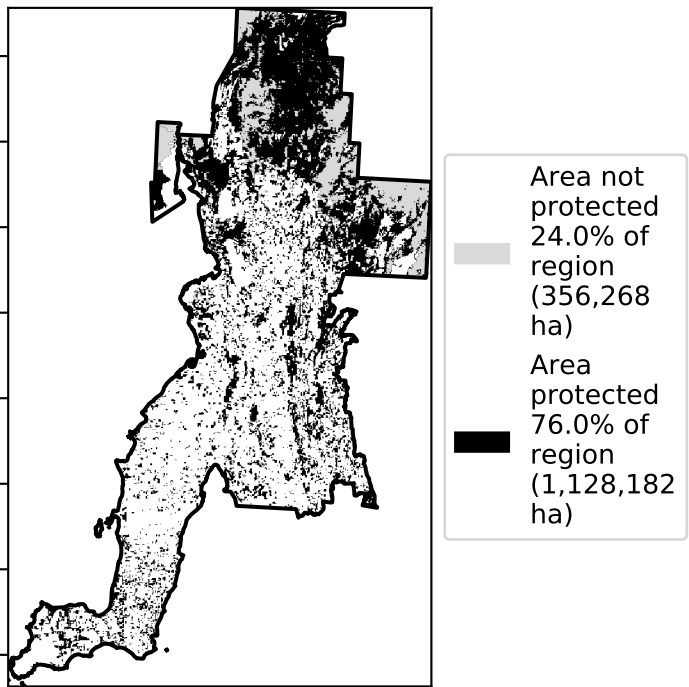 Area not
protected
24.0% of
region
(356,268
ha)
Area
protected
76.0% of
region
(1,128,182
ha)